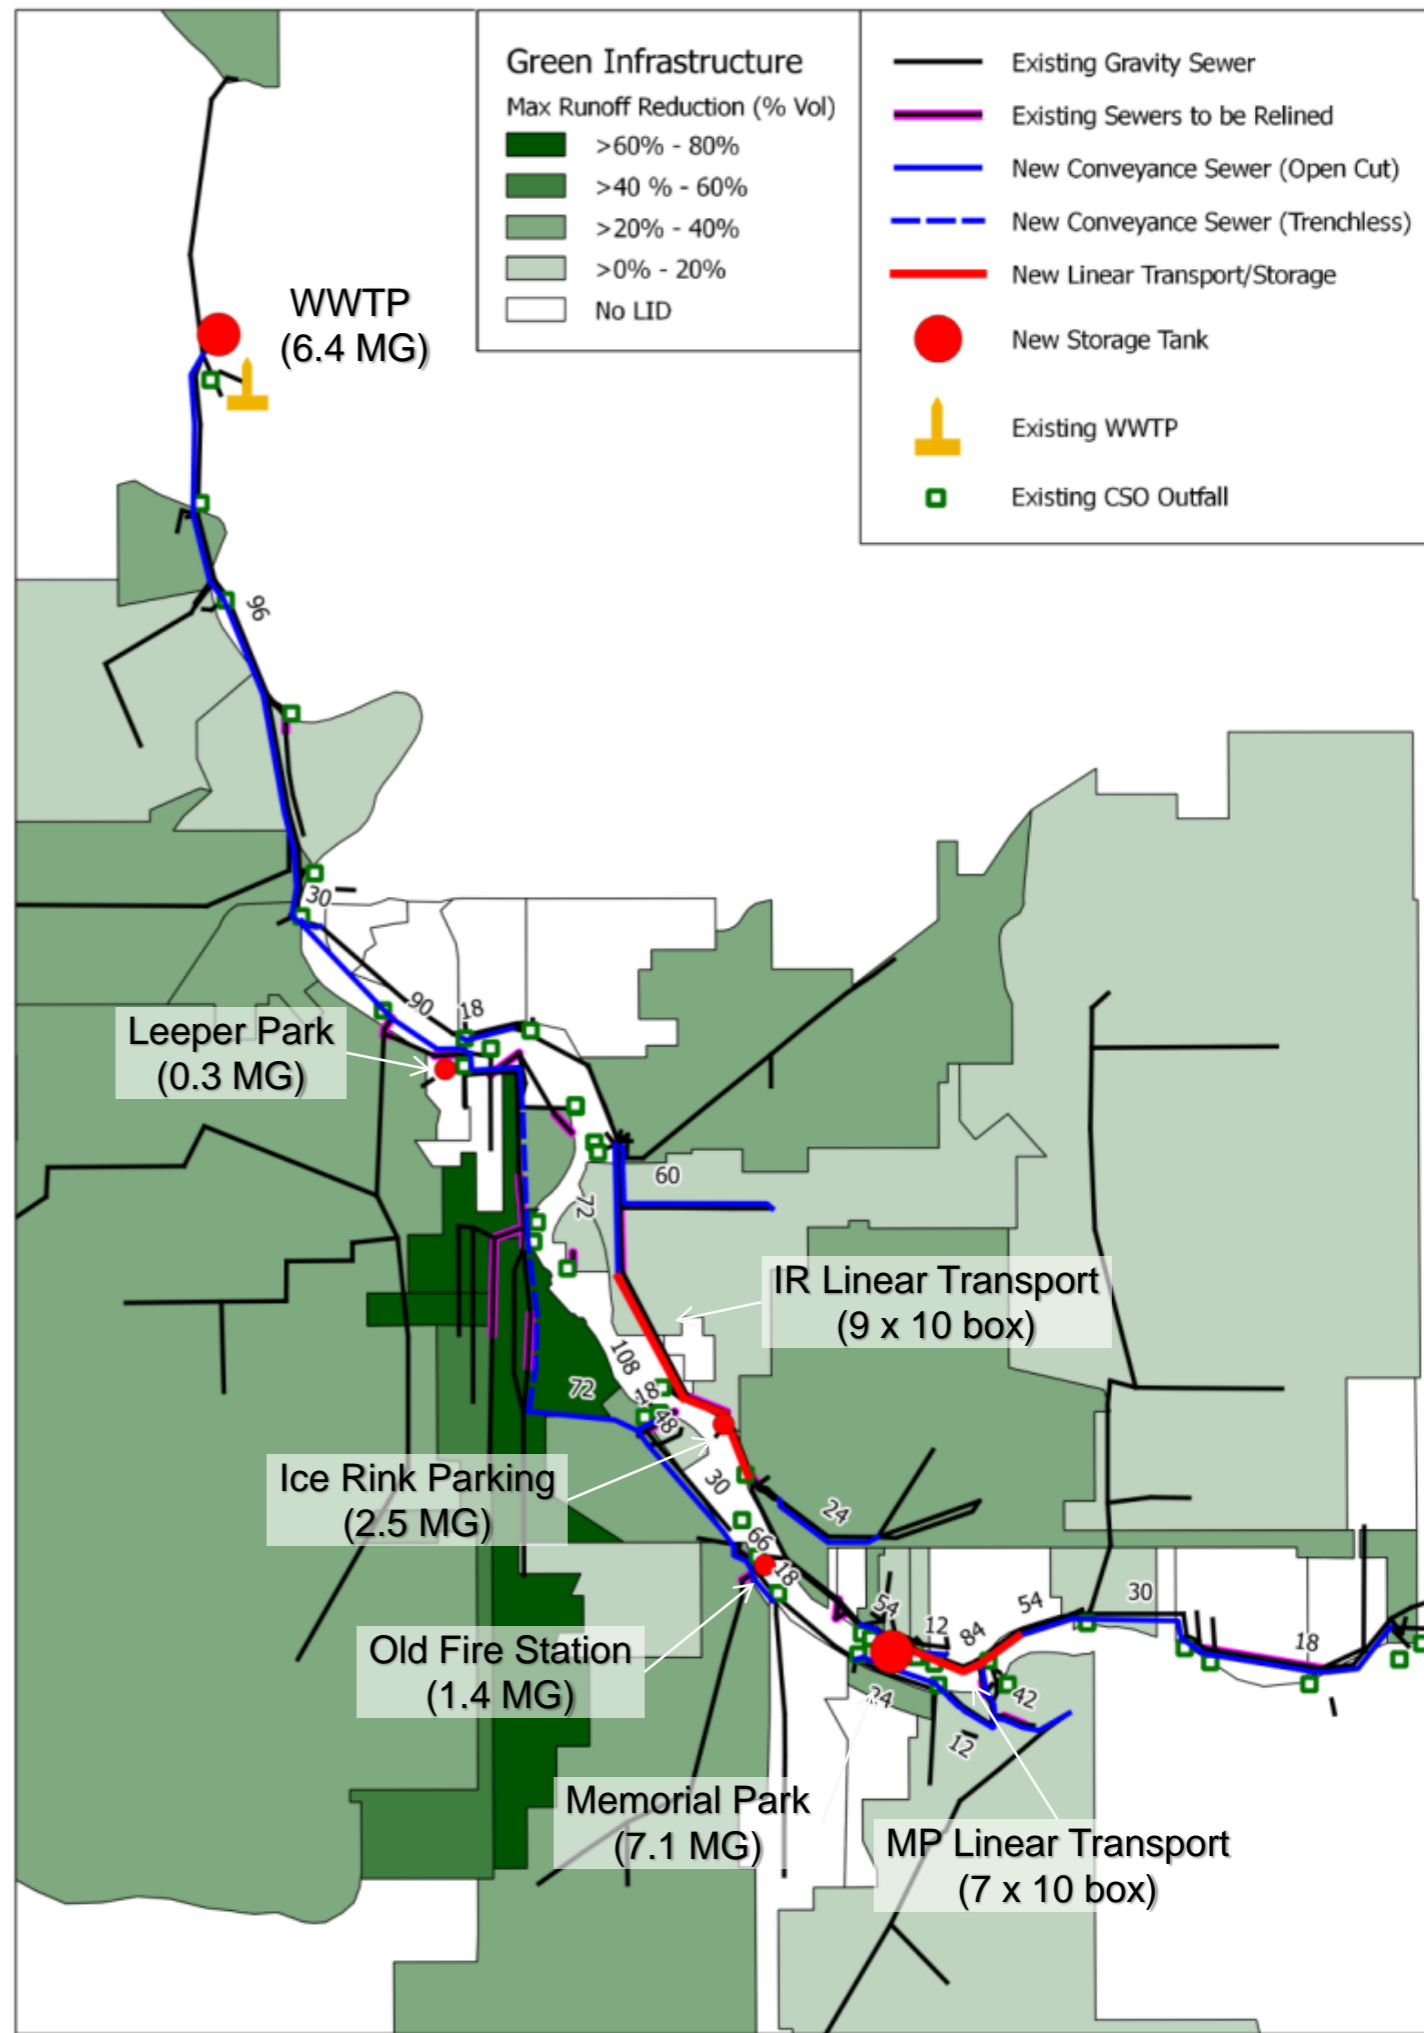 Green Infrastructure
Max Runoff Reduction (% Vol)
>60% - 80%
>40 % - 60%
>20% - 40%
>0% - 20%
No LID
Existing Gravity Sewer
Existing Sewers to be Relined
New Conveyance Sewer (Open Cut)
New Conveyance Sewer (Trenchless)
New Linear Transport/Storage
New Storage Tank
Existing WWTP
Existing CSO Outfall
WWTP
(6.4 MG)
96
30
90
18
Leeper Park
(0.3 MG)
60
72
IR Linear Transport
(9 x 10 box)
108
72
18
48
Ice Rink Parking
(2.5 MG)
30
24
66
18
54
12
84
54
30
18
Old Fire Station
(1.4 MG)
24
42
12
Memorial Park
(7.1 MG)
MP Linear Transport
(7 x 10 box)